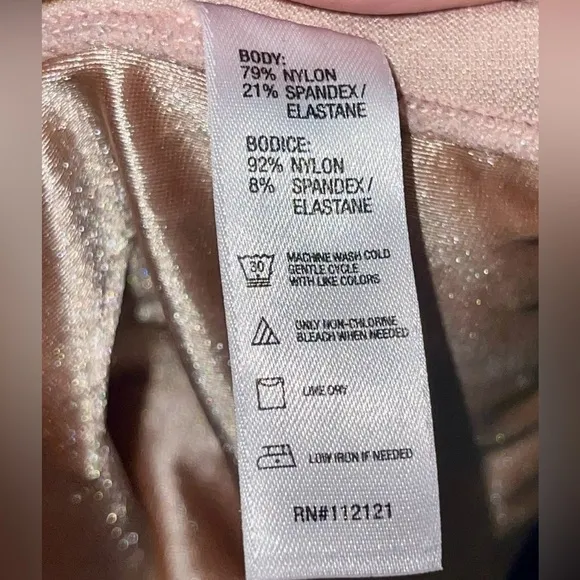 BODY:
79% NYLON
21% SPANDEX/
ELASTANE
BODICE:
92% NYLON
8% SPANDEX/
ELASTANE
30
MACHINE WASH COLD
GENTLE CYCLE
WITH LIKE COLORS
ONLY NON-CHLORINE
BLEACH WHEN NEEDED
LINE DRY
LOW IRON IF NEEDED
RN#112121